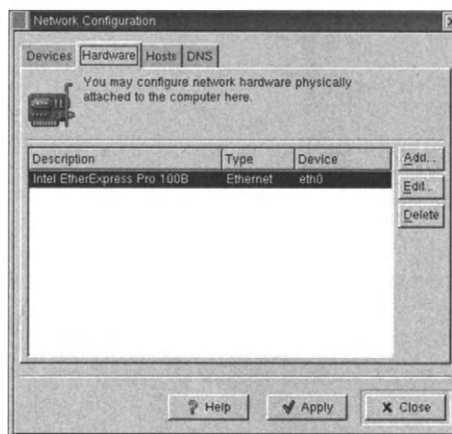 Network Configuration
Devices Hardware Hosts DNS
You may configure network hardware physically
attached to the computer here.
Description Type Device
Intel EtherExpress Pro 100B Ethernet eth0
Add...
Edit...
Delete
? Help Apply X Close